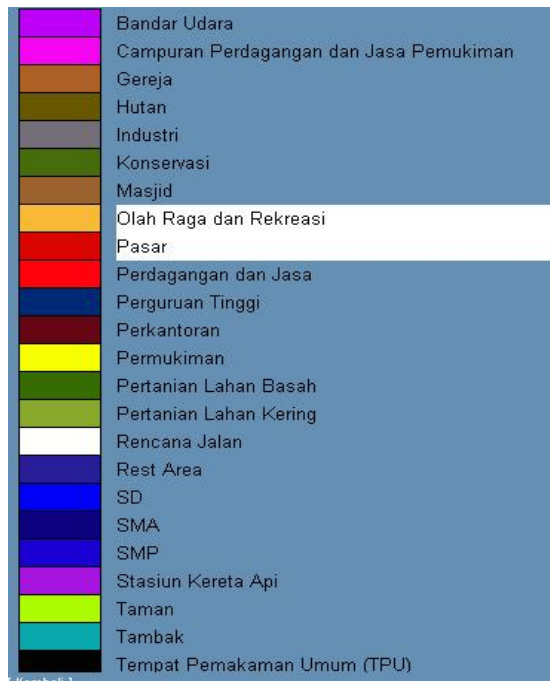 Bandar Udara
Campuran Perdagangan dan Jasa Pemukiman
Gereja
Hutan
Industri
Konservasi
Masjid
Olah Raga dan Rekreasi
Pasar
Perdagangan dan Jasa
Perguruan Tinggi
Perkantoran
Permukiman
Pertanian Lahan Basah
Pertanian Lahan Kering
Rencana Jalan
Rest Area
SD
SMA
SMP
Stasiun Kereta Api
Taman
Tambak
Tempat Pemakaman Umum (TPU)